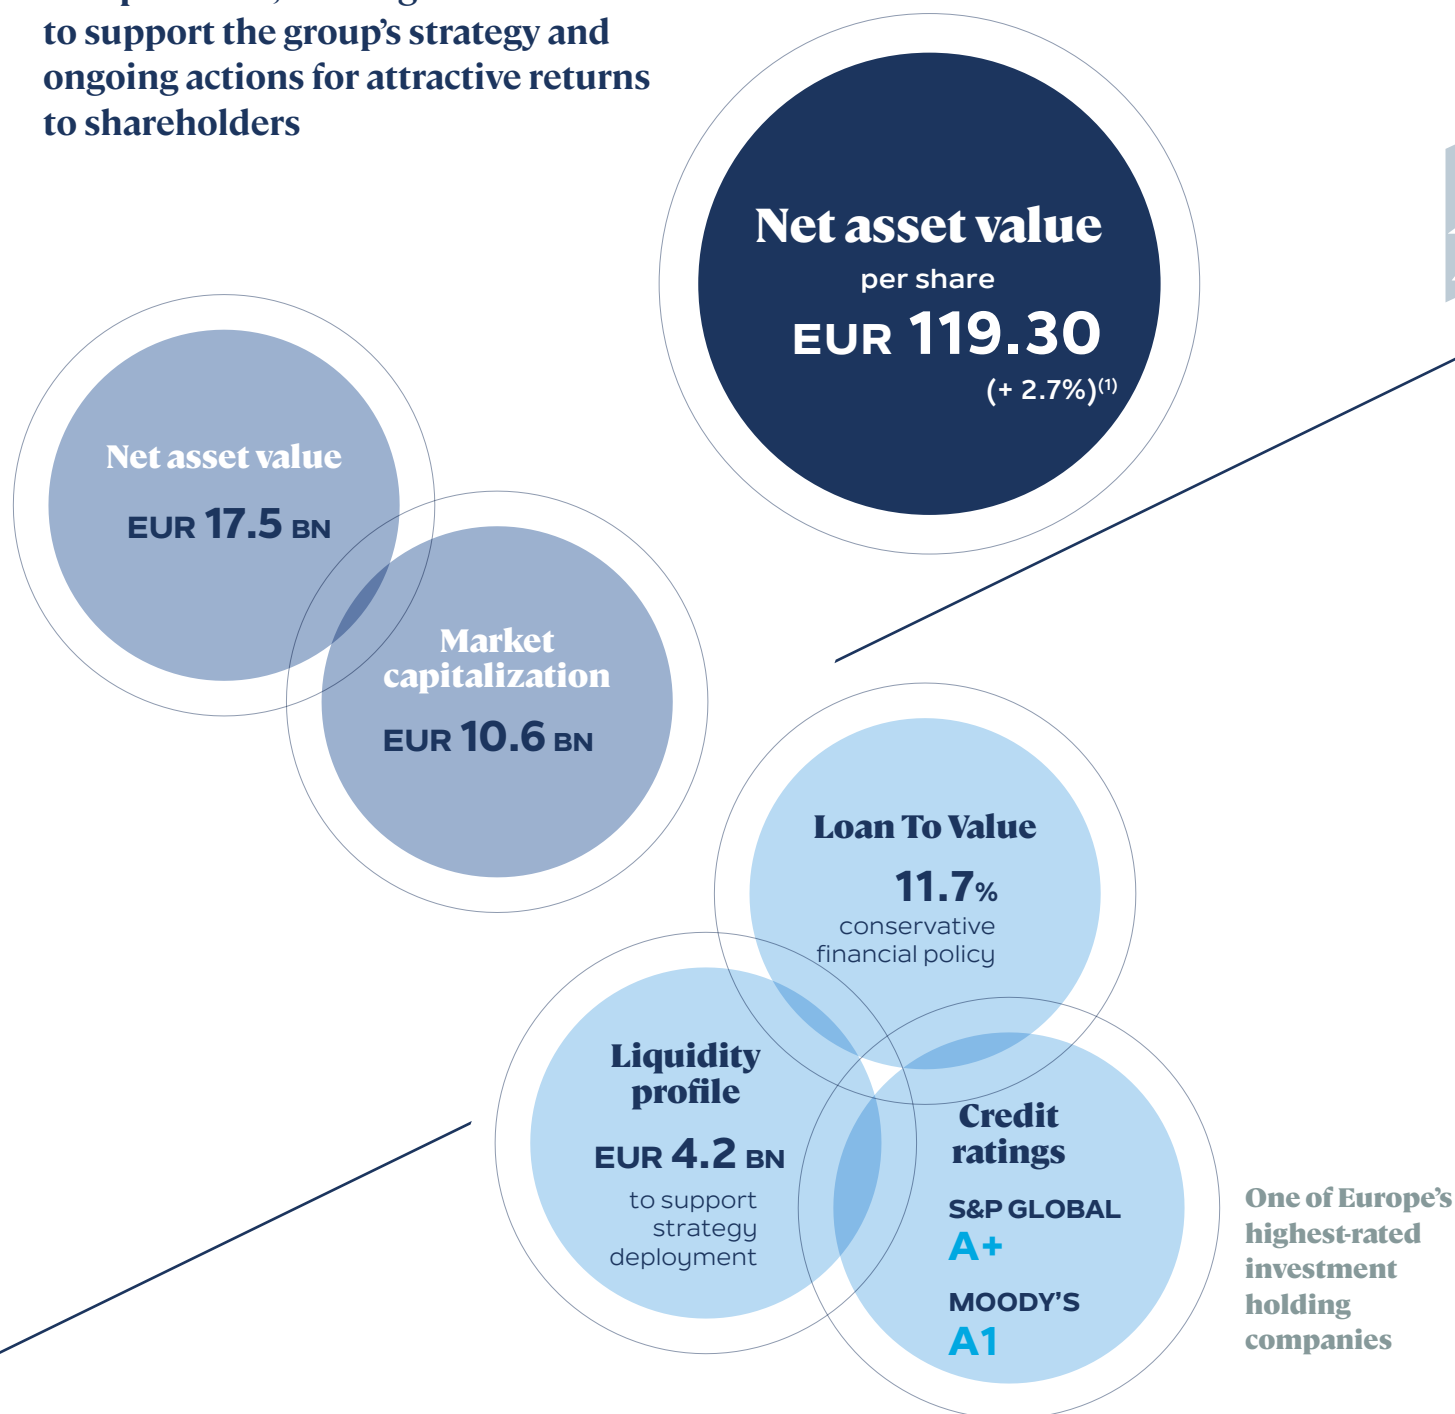 to support the group’s strategy and
ongoing actions for attractive returns
to shareholders
Net asset value
per share
EUR 119.30
(+ 2.7%)(1)
Net asset value
EUR 17.5 BN
Market
capitalization
EUR 10.6 BN
Loan To Value
11.7%
conservative
financial policy
Liquidity
profile
EUR 4.2 BN
to support
strategy
deployment
Credit
ratings
S&P GLOBAL
A+
MOODY’S
A1
One of Europe’s
highest-rated
investment
holding
companies